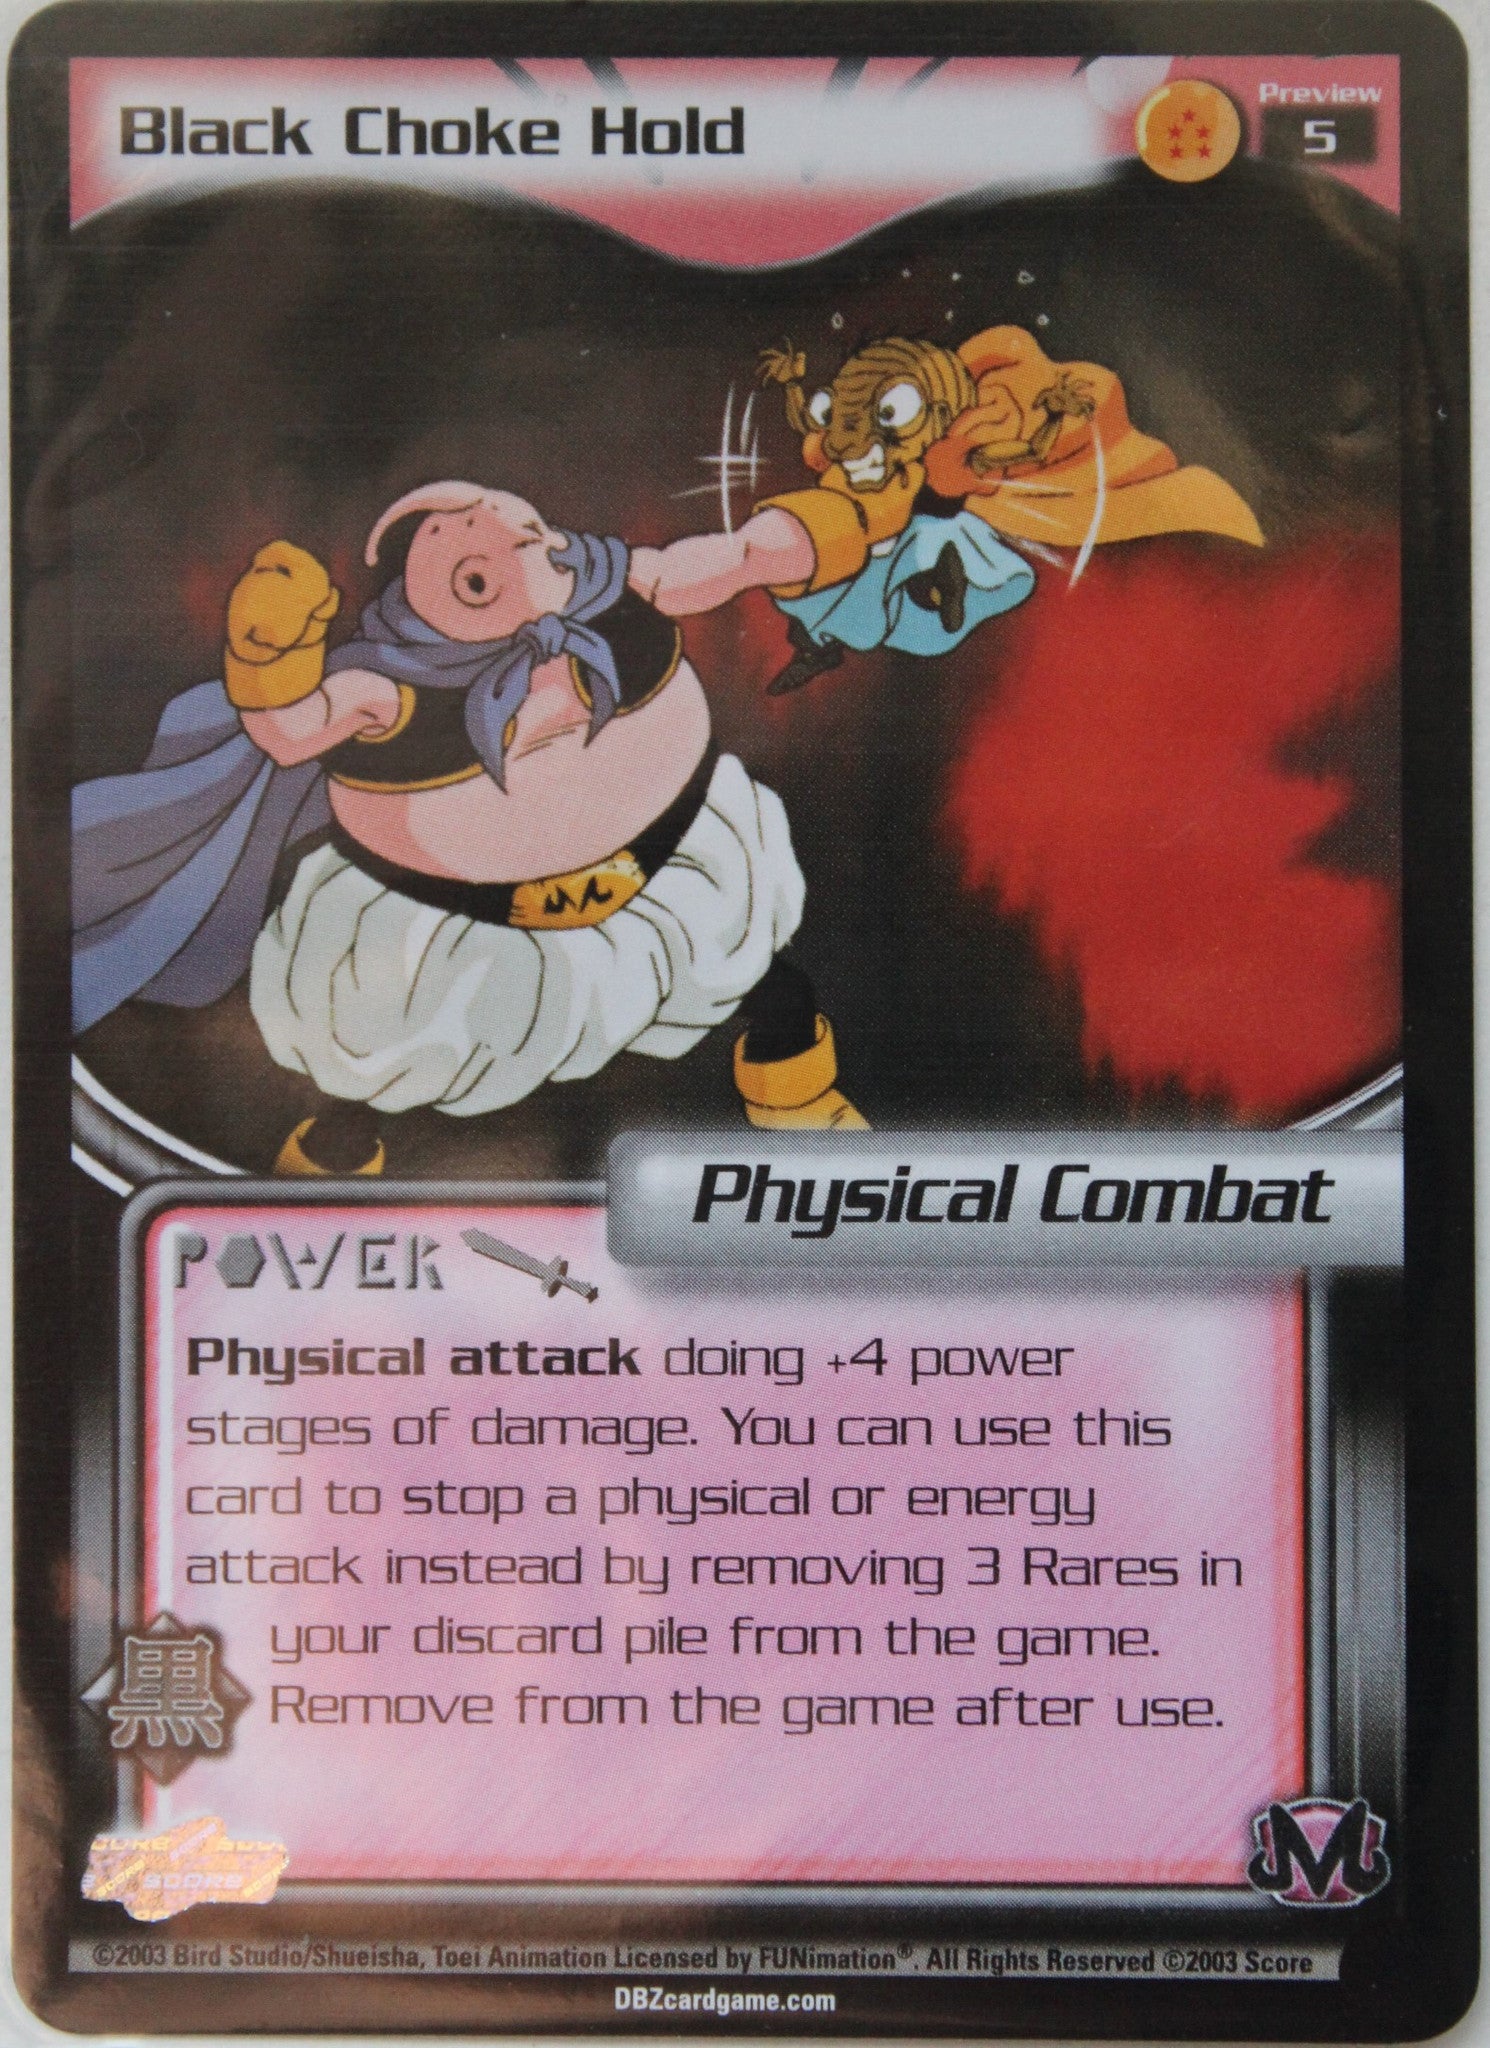 Black Choke Hold
Preview
5
Physical Combat
POWER
Physical attack doing +4 power
stages of damage. You can use this
card to stop a physical or energy
attack instead by removing 3 Rares in
your discard pile from the game.
Remove from the game after use.
黒
SCORE
M
©2003 Bird Studio/Shueisha, Toei Animation Licensed by FUNimation®. All Rights Reserved ©2003 Score
DBZcardgame.com